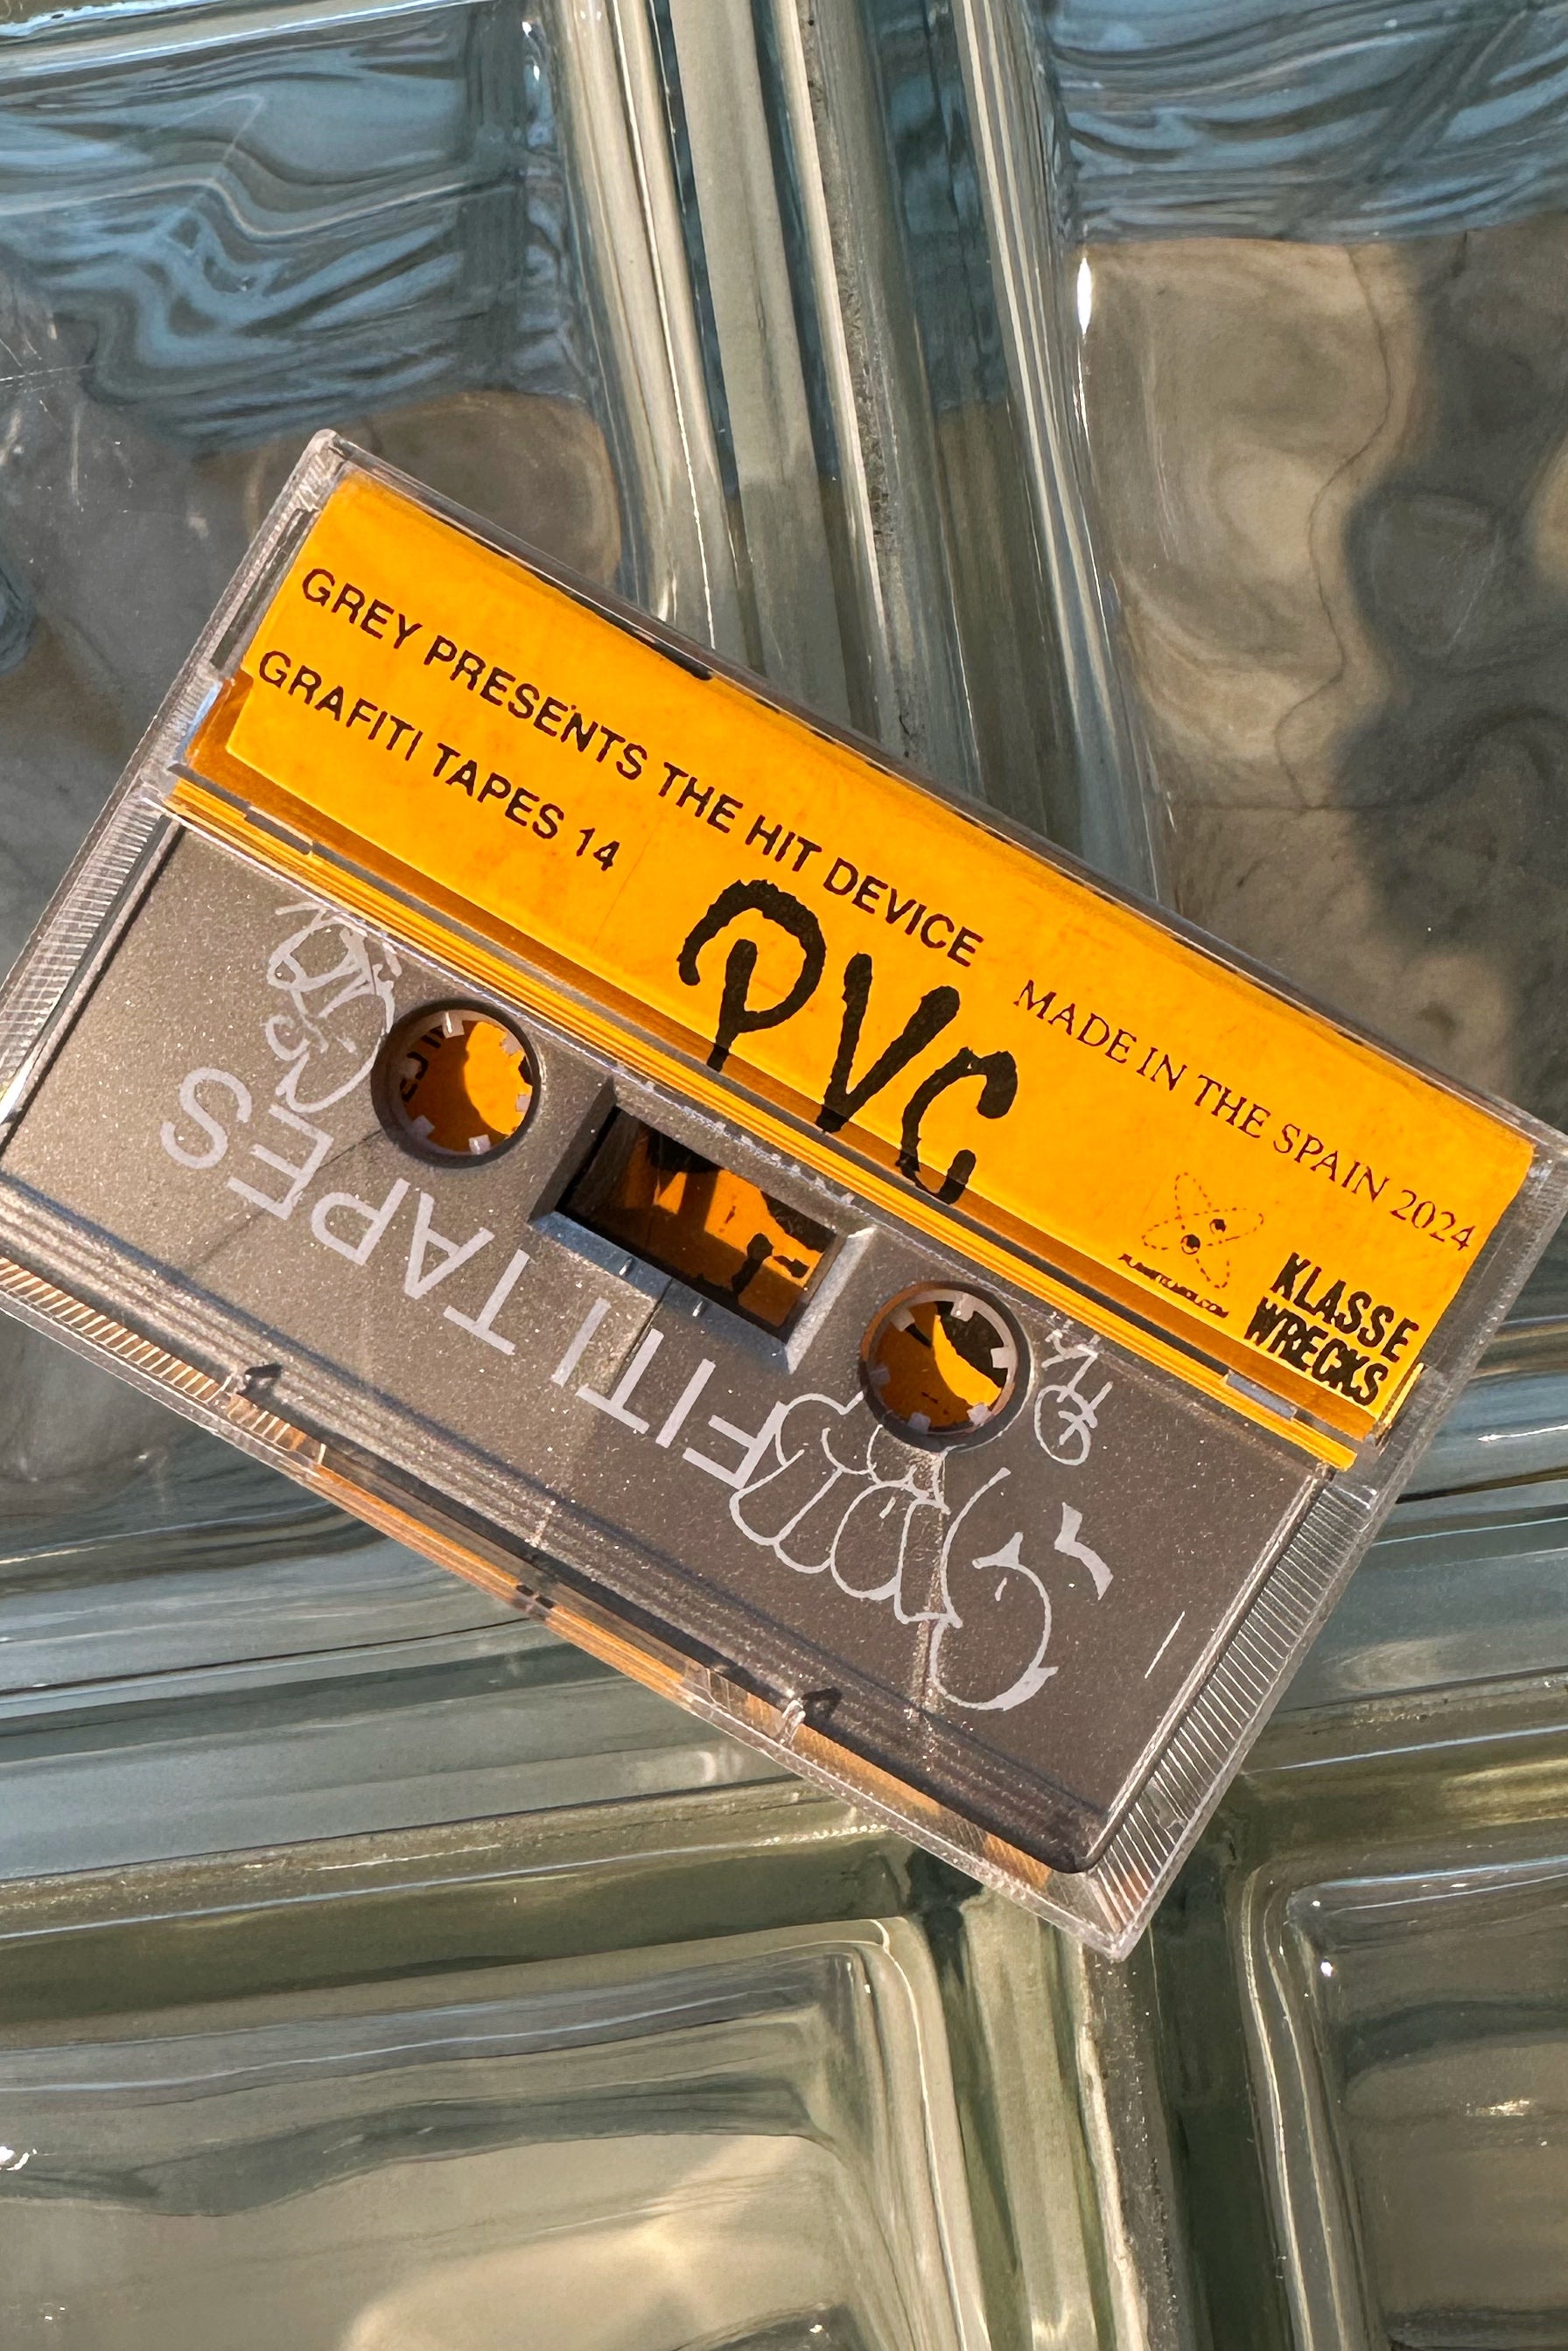 GREY PRESENTS THE HIT DEVICE
GRAFITI TAPES 14
PVC
MADE IN THE SPAIN 2024
KLASSE
WRECKS
FITI TAPES